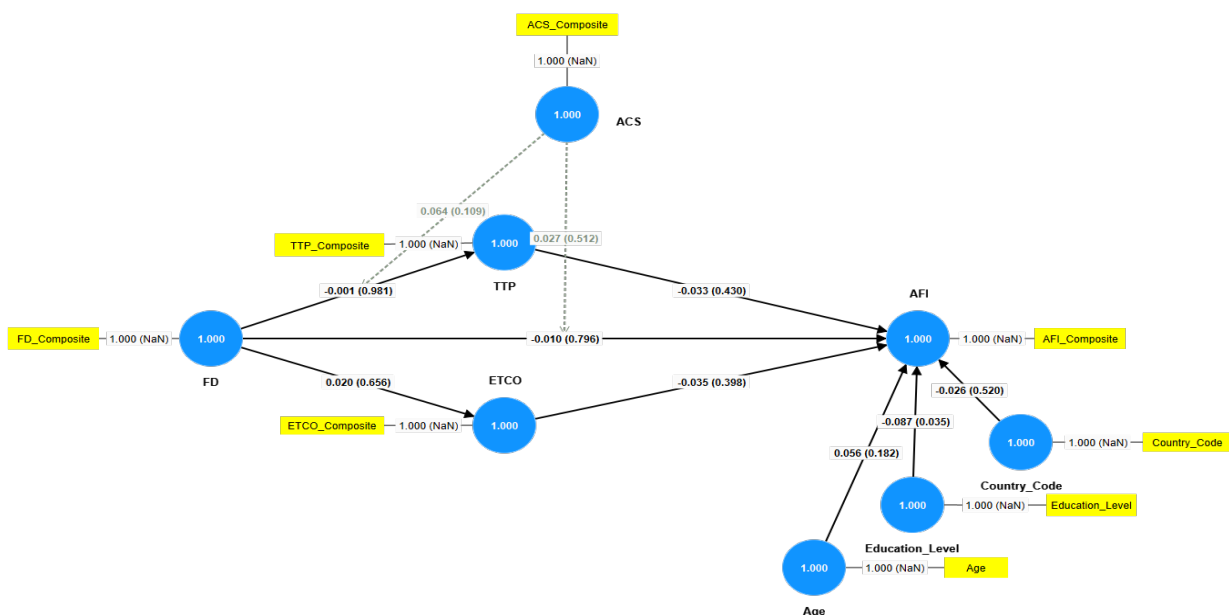 ACS_Composite
1.000 (NaN)
1.000
ACS
0.064 (0.109)
TTP_Composite
1.000 (NaN)
1.000
0.027 (0.512)
TTP
-0.001 (0.981)
-0.033 (0.430)
AFI
FD_Composite
1.000 (NaN)
1.000
FD
-0.010 (0.796)
1.000
1.000 (NaN)
AFI_Composite
ETCO
0.020 (0.656)
-0.035 (0.398)
-0.026 (0.520)
ETCO_Composite
1.000 (NaN)
1.000
-0.087 (0.035)
0.056 (0.182)
1.000
1.000 (NaN)
Country_Code
Country_Code
1.000
1.000 (NaN)
Education_Level
Education_Level
1.000
1.000 (NaN)
Age
Age